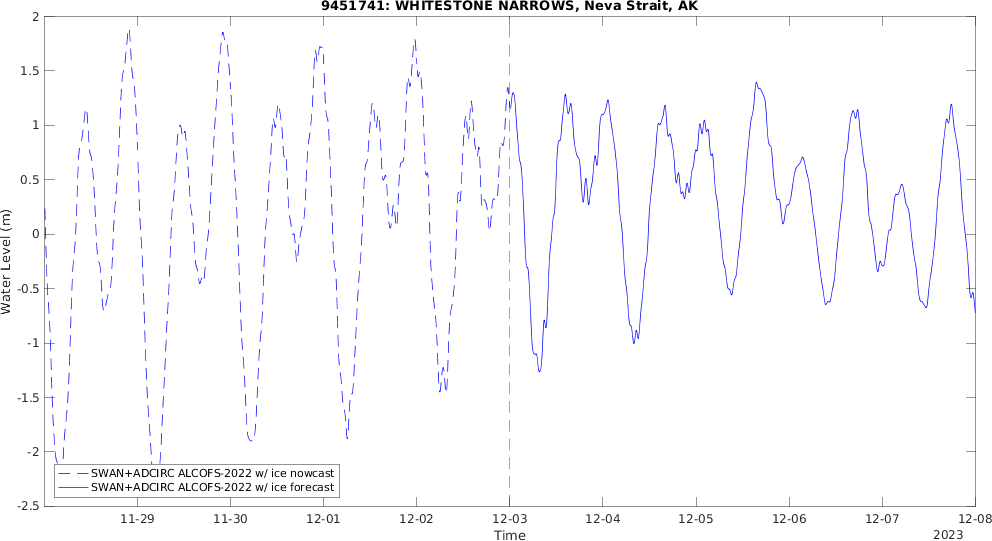 9451741: WHITESTONE NARROWS, Neva Strait, AK
Water Level (m)
2
1.5
1
0.5
0
-0.5
-1
-1.5
-2
-2.5
SWAN+ADCIRC ALCOFS-2022 w/ ice nowcast
SWAN+ADCIRC ALCOFS-2022 w/ ice forecast
11-29 11-30 12-01 12-02 12-03 12-04 12-05 12-06 12-07 12-08
Time
2023